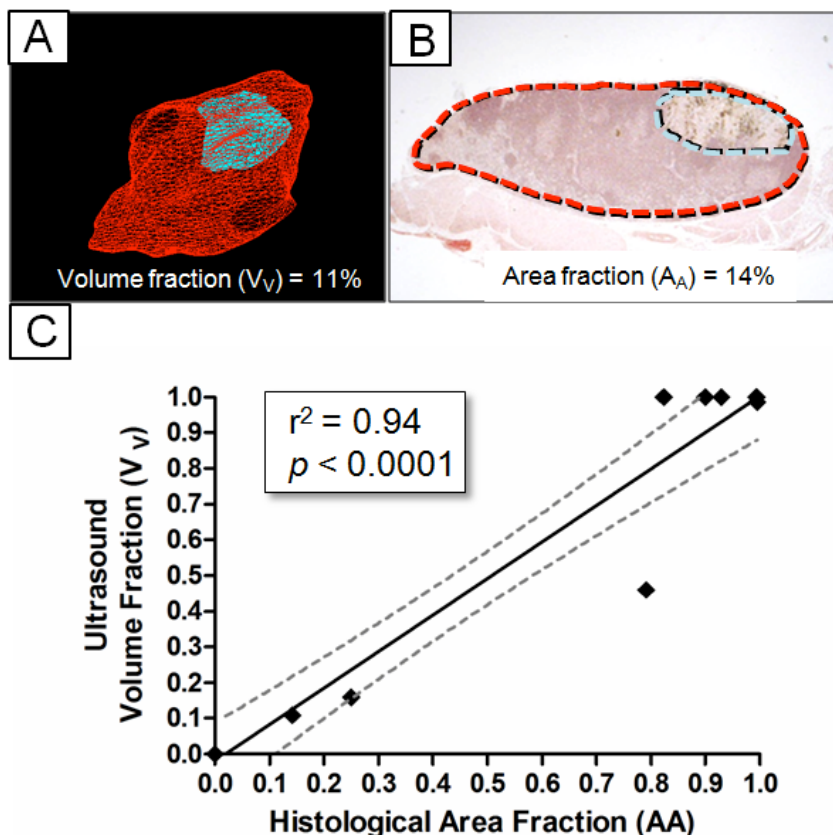 A
B
Volume fraction (V_V) = 11%
Area fraction (A_A) = 14%
C
r² = 0.94
p < 0.0001
Ultrasound
Volume Fraction (V_V)
1.0
0.9
0.8
0.7
0.6
0.5
0.4
0.3
0.2
0.1
0.0
0.0 0.1 0.2 0.3 0.4 0.5 0.6 0.7 0.8 0.9 1.0
Histological Area Fraction (AA)